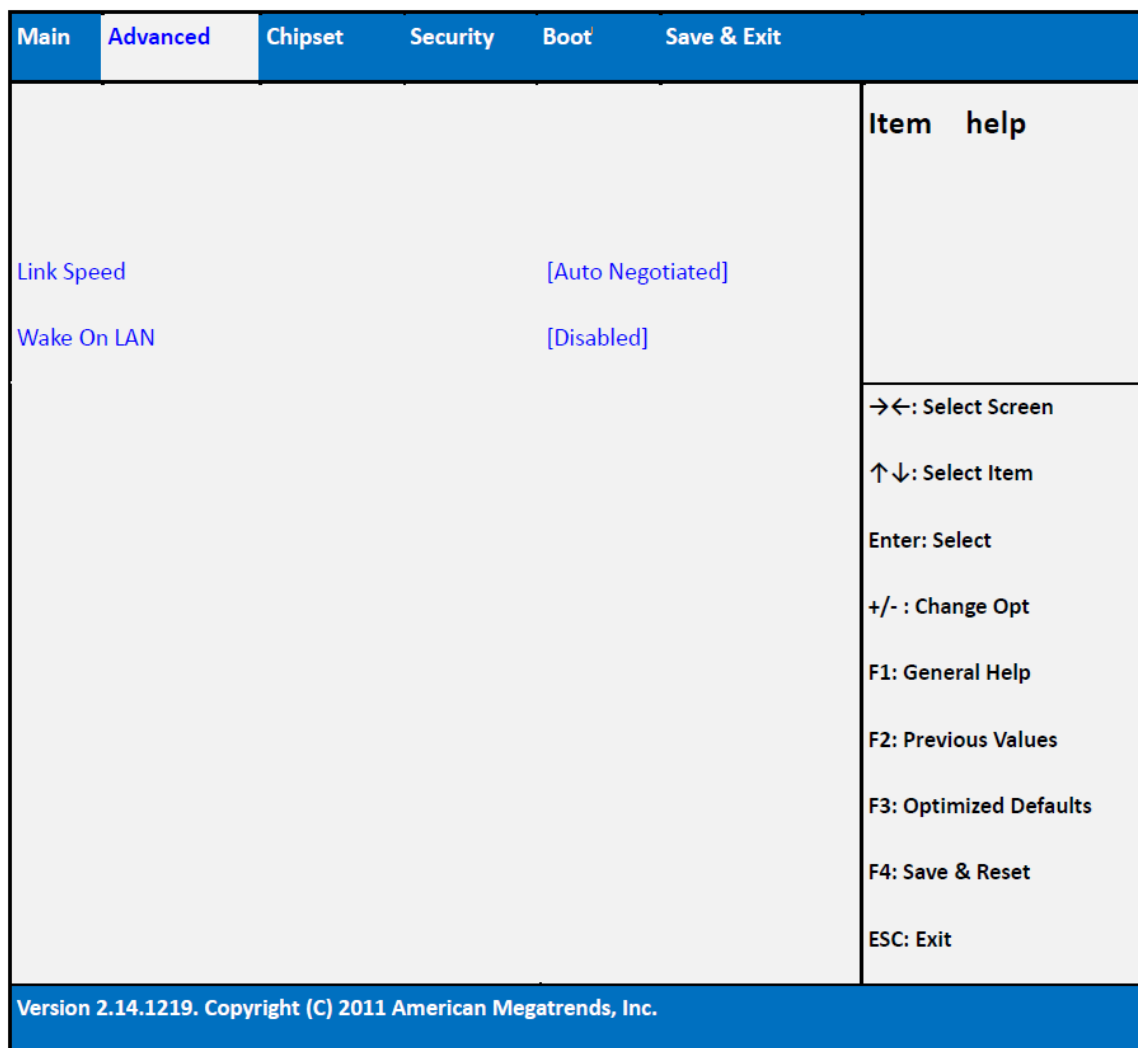 Main Advanced Chipset Security Boot Save & Exit
Item help
Link Speed [Auto Negotiated]
Wake On LAN [Disabled]
→←: Select Screen
↑↓: Select Item
Enter: Select
+/- : Change Opt
F1: General Help
F2: Previous Values
F3: Optimized Defaults
F4: Save & Reset
ESC: Exit
Version 2.14.1219. Copyright (C) 2011 American Megatrends, Inc.